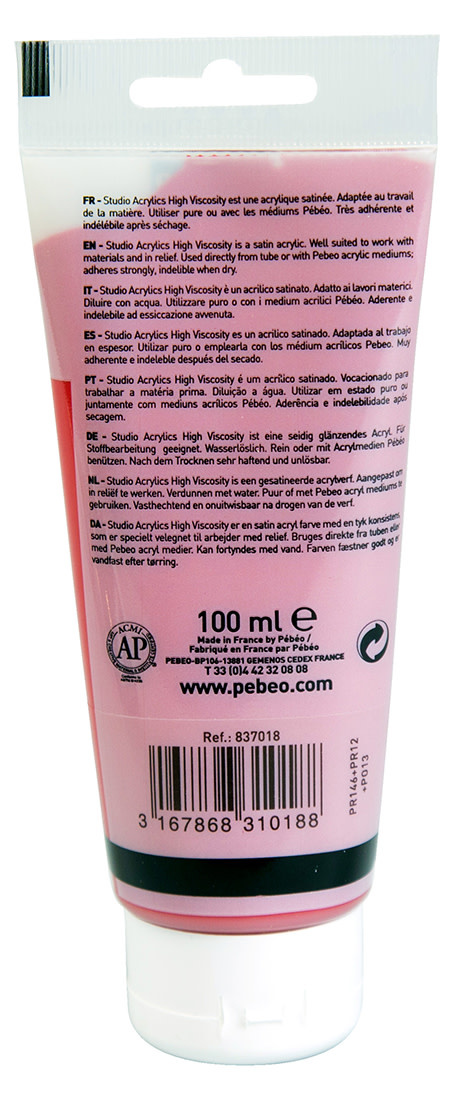 FR - Studio Acrylics High Viscosity est une acrylique satinée. Adaptée au travail
de la matière. Utiliser pure ou avec les médiums Pébéo. Très adhérente et
indélébile après séchage.
EN - Studio Acrylics High Viscosity is a satin acrylic. Well suited to work with
materials and in relief. Used directly from tube or with Pebeo acrylic mediums;
adheres strongly, indelible when dry.
IT - Studio Acrylics High Viscosity è un acrilico satinato. Adatto ai lavori materici.
Diluire con acqua. Utilizzare puro o con i medium acrilici Pébéo. Aderente e
indelebile ad essiccazione avvenuta.
ES - Studio Acrylics High Viscosity es un acrílico satinado. Adaptada al trabajo
en espesor. Utilizar puro o emplearla con los médium acrílicos Pebeo. Muy
adherente e indeleble después del secado.
PT - Studio Acrylics High Viscosity é um acrílico satinado. Vocacionado para
trabalhar a matéria prima. Diluição a água. Utilizar em estado puro ou
juntamente com mediuns acrílicos Pébéo. Aderência e indelebilidade após
secagem.
DE - Studio Acrylics High Viscosity ist eine seidig glänzendes Acryl. Für
Stoffbearbeitung geeignet. Wasserlöslich. Rein oder mit Acrylmedien Pébéo
benützen. Nach dem Trocknen sehr haftend und unlösbar.
NL - Studio Acrylics High Viscosity is een gesatineerde acrylverf. Aangepast om
in reliëf te werken. Verdunnen met water. Puur of met Pebeo acryl mediums te
gebruiken. Vasthechtend en onuitwisbaar na drogen van de verf.
DA - Studio Acrylics High Viscosity er en satin acryl farve med en tyk konsistens,
som er specielt velegnet til arbejder med relief. Bruges direkte fra tuben eller
med Pebeo acryl medier. Kan fortyndes med vand. Farven fæstner godt og er
vandfast efter tørring.
100 ml e
Made in France by Pébéo /
Fabriqué en France par Pébéo
PEBEO-BP106-13881 GEMENOS CEDEX FRANCE
T 33 (0)4 42 32 08 08
www.pebeo.com
ACMI
AP
Ref.: 837018
3 167868 310188
PR146+PR12
+PO13